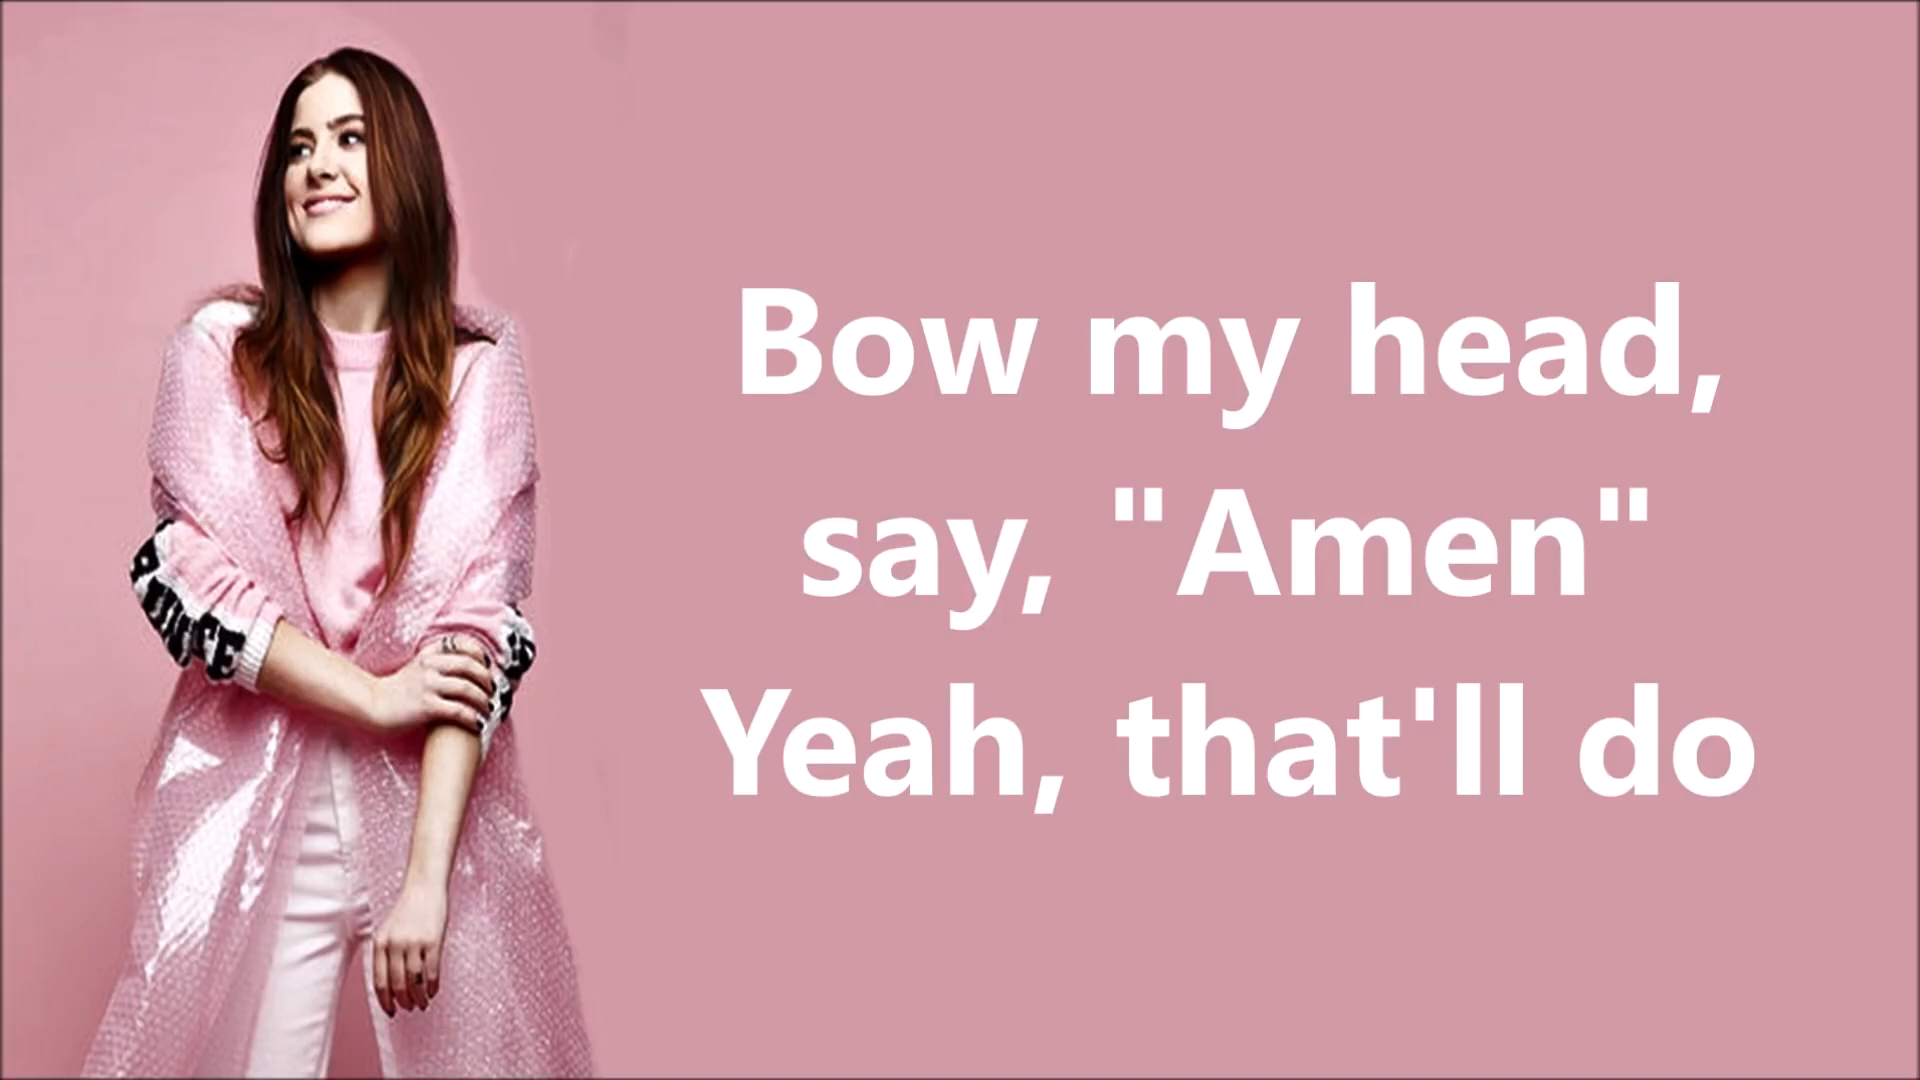 Bow my head,
say, "Amen"
Yeah, that'll do